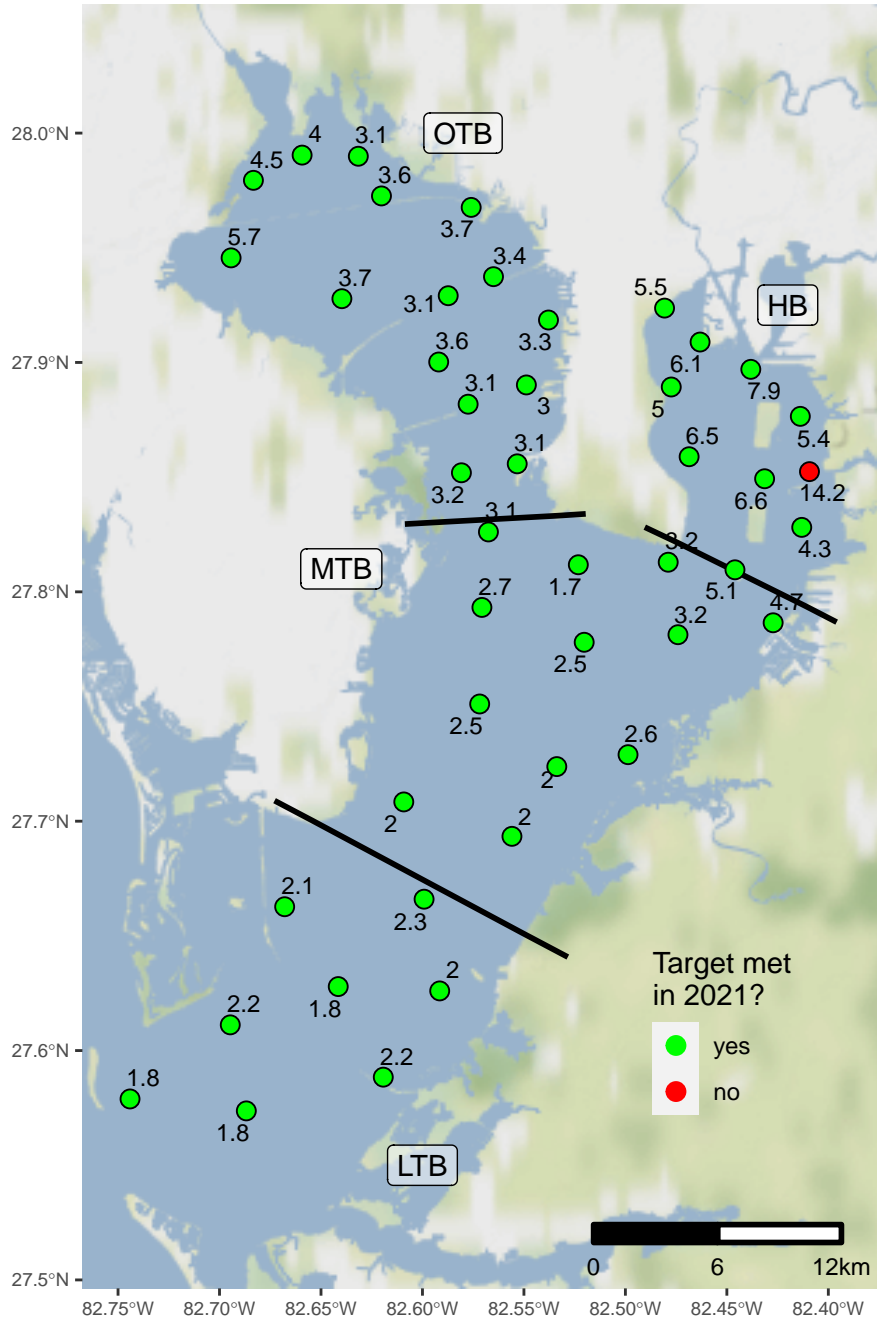 28.0°N
4
3.1
OTB
4.5
3.6
3.7
5.7
3.4
3.7
3.1
5.5
HB
3.3
3.6
6.1
7.9
3.1
3
5
5.4
3.1
6.5
3.2
6.6
14.2
27.9°N
3.1
4.3
3.2
MTB
1.7
5.1
2.7
4.7
27.8°N
3.2
2.5
2.5
2.6
2
2
2
27.7°N
2.1
2.3
Target met
in 2021?
2
1.8
2.2
yes
27.6°N
2.2
1.8
no
1.8
LTB
0
6
12km
27.5°N
82.75°W
82.70°W
82.65°W
82.60°W
82.55°W
82.50°W
82.45°W
82.40°W